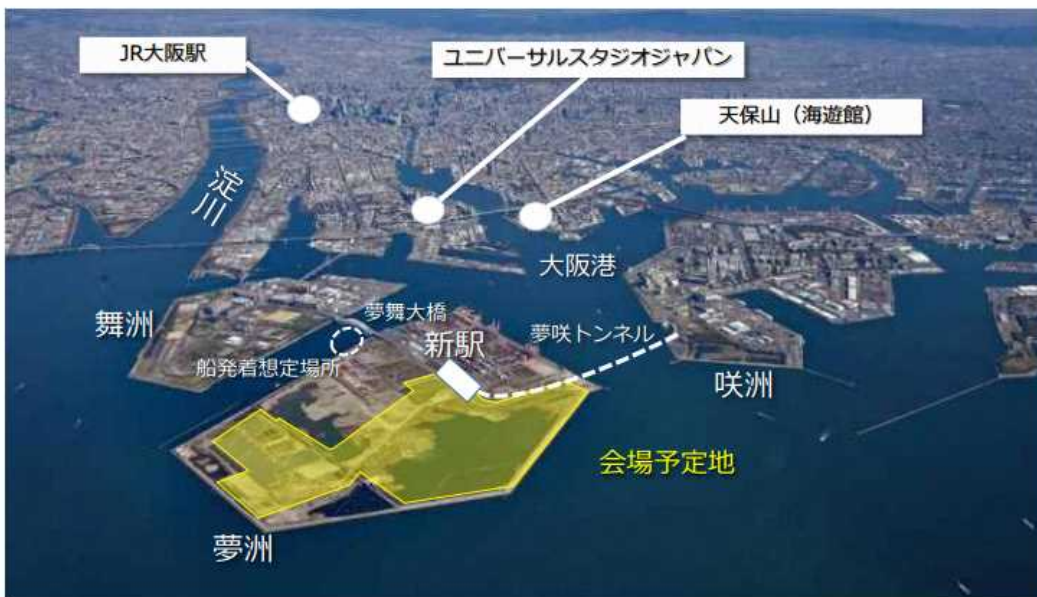 JR大阪駅
ユニバーサルスタジオジャパン
天保山（海遊館）
淀川
大阪港
舞洲
夢舞大橋
新駅
夢咲トンネル
船発着想定場所
咲洲
会場予定地
夢洲